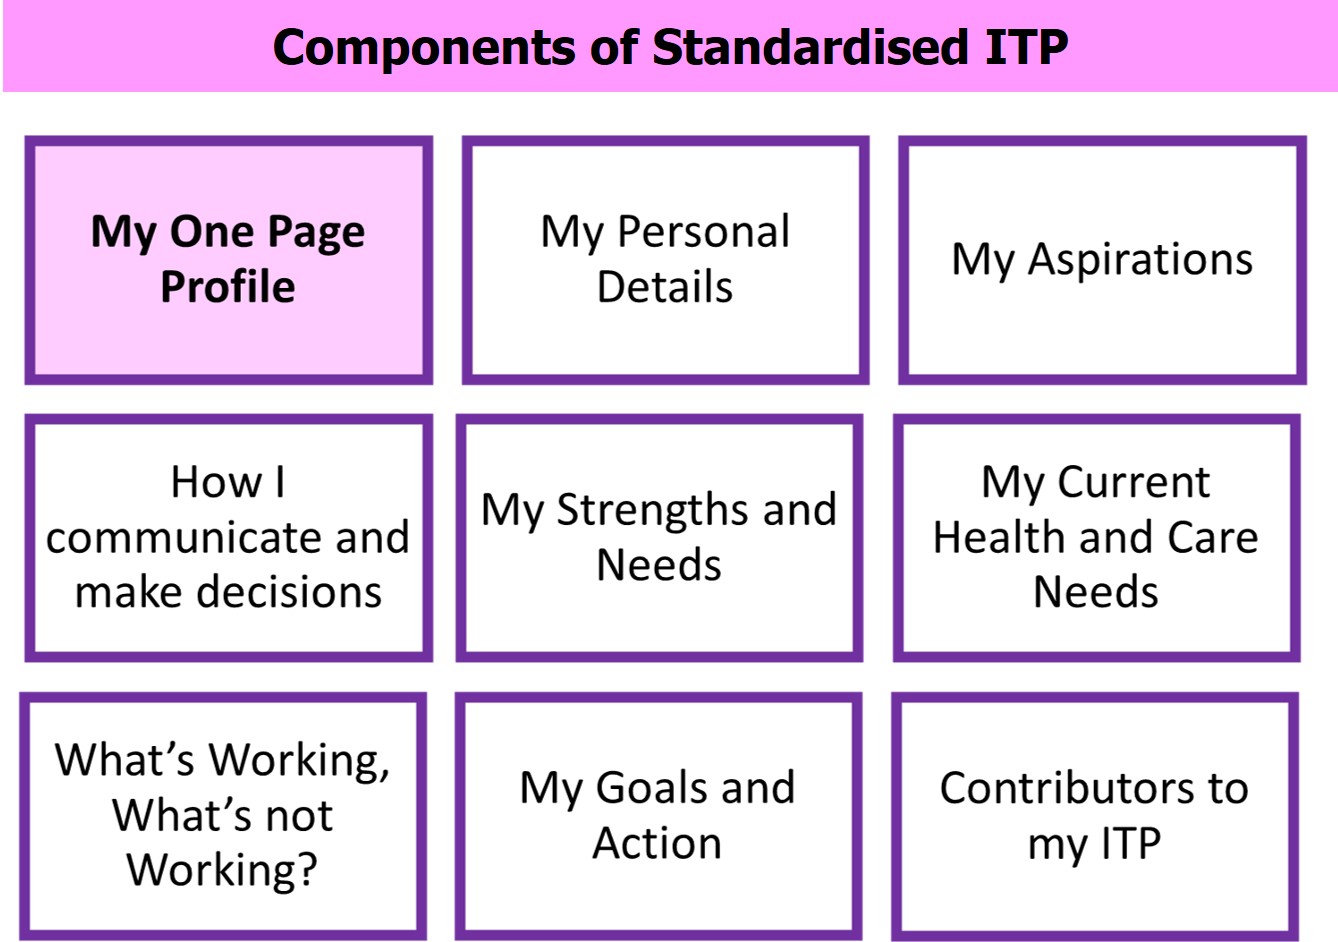 Components of Standardised ITP
My One Page
Profile
My Personal
Details
My Aspirations
How I
communicate and
make decisions
My Strengths and
Needs
My Current
Health and Care
Needs
What’s Working,
What’s not
Working?
My Goals and
Action
Contributors to
my ITP